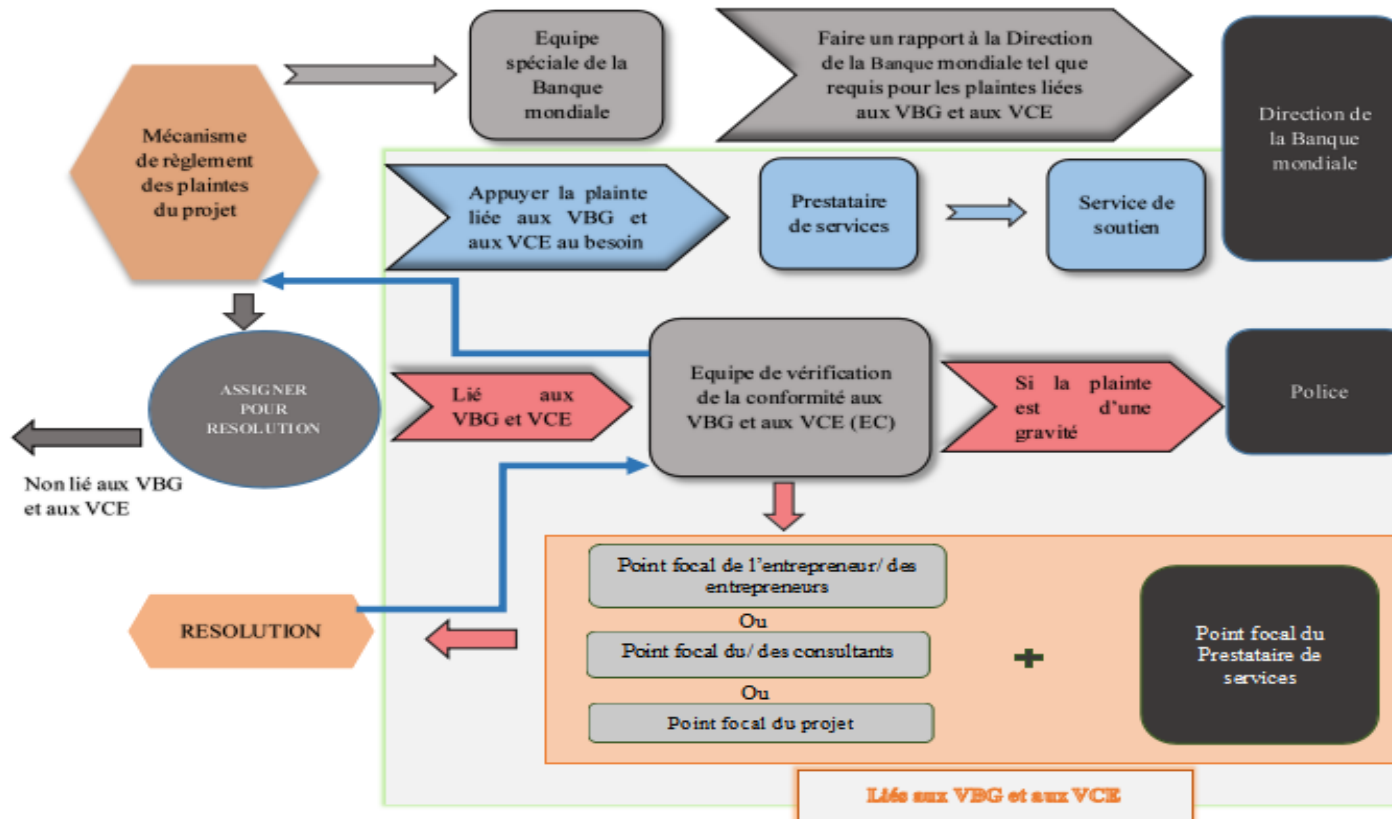 Equipe
spéciale de la
Banque
mondiale
Faire un rapport à la Direction
de la Banque mondiale tel que
requis pour les plaintes liées
aux VBG et aux VCE
Direction de
la Banque
mondiale
Mécanisme
de règlement
des plaintes
du projet
Appuyer la plainte
liée aux VBG et
aux VCE au besoin
Prestataire
de services
Service de
soutien
ASSIGNER
POUR
RESOLUTION
Lié aux
VBG et VCE
Equipe de vérification
de la conformité aux
VBG et aux VCE (EC)
Si la plainte
est d'une
gravité
Police
Non lié aux VBG
et aux VCE
Point focal de l'entrepreneur/ des
entrepreneurs
Ou
Point focal du/ des consultants
Ou
Point focal du projet
+
Point focal du
Prestataire de
services
RESOLUTION
Liés aux VBG et aux VCE